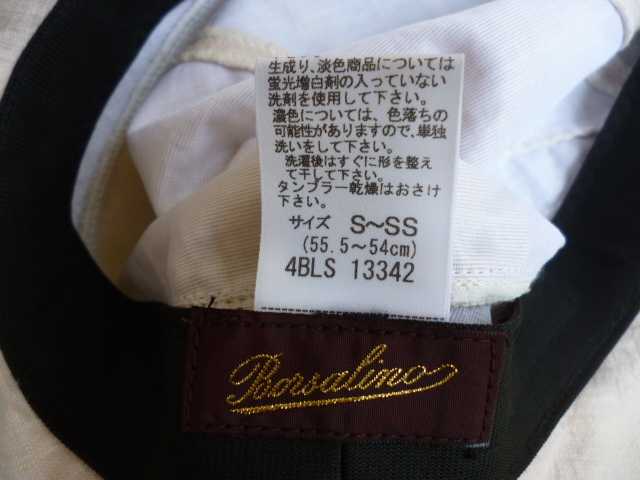 生成り、淡色商品については
蛍光増白剤の入っていない
洗剤を使用して下さい。
濃色については、色落ちの
可能性がありますので、単独
洗いをして下さい。
洗濯後はすぐに形を整え
て干して下さい。
タンブラー乾燥はおさけ
下さい。
サイズ S～SS
(55.5～54cm)
4BLS 13342
Borsalino